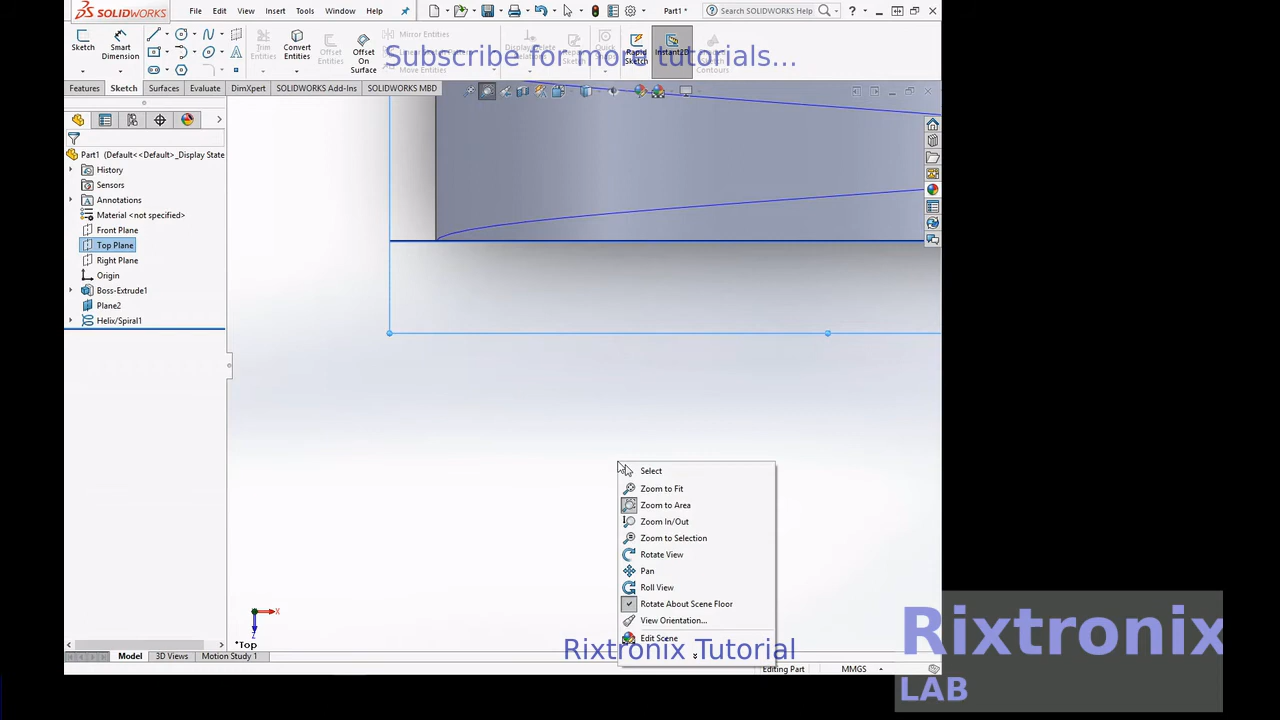 SOLIDWORKS File Edit View Insert Tools Window Help Part1 * Search SOLIDWORKS Help
Sketch Smart Dimension Trim Entities Convert Entities Offset Entities Offset On Surface Mirror Entities Move Entities Rapid Sketch Instant2D
Subscribe for more tutorials...
Features Sketch Surfaces Evaluate DimXpert SOLIDWORKS Add-Ins SOLIDWORKS MBD
Part1 (Default<<Default>_Display State
History
Sensors
Annotations
Material <not specified>
Front Plane
Top Plane
Right Plane
Origin
Boss-Extrude1
Plane2
Helix/Spiral1
Select
Zoom to Fit
Zoom to Area
Zoom In/Out
Zoom to Selection
Rotate View
Pan
Roll View
Rotate About Scene Floor
View Orientation...
Edit Scene
X
Z
*Top
Rixtronix Tutorial
Model 3D Views Motion Study 1
Editing Part MMGS
Rixtronix
LAB